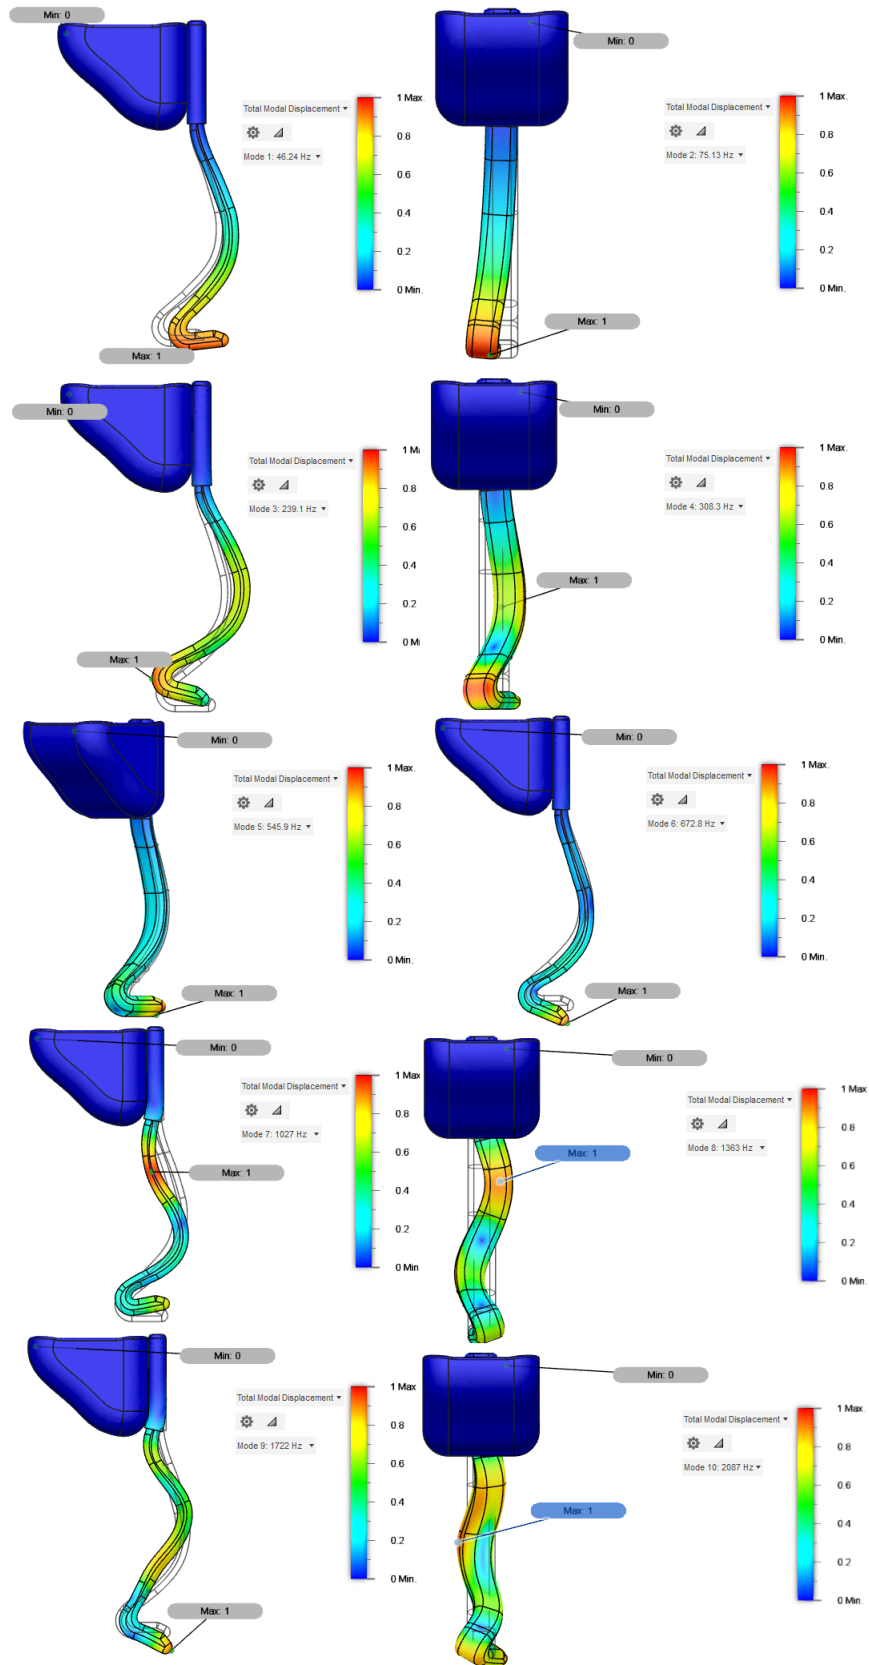 Min: 0
Total Modal Displacement
1 Max.
0.8
Mode 1: 46.24 Hz
0.6
0.4
0.2
0 Min.
Max: 1
Min: 0
Total Modal Displacement
1 Max.
0.8
Mode 2: 75.13 Hz
0.6
0.4
0.2
0 Min.
Max: 1
Min: 0
Total Modal Displacement
1 M
0.8
Mode 3: 239.1 Hz
0.6
0.4
0.2
0 Mi
Max: 1
Min: 0
Total Modal Displacement
1 Max.
0.8
Mode 4: 308.3 Hz
0.6
0.4
0.2
0 Min.
Max: 1
Min: 0
Total Modal Displacement
1 Max.
0.8
Mode 5: 545.9 Hz
0.6
0.4
0.2
0 Min.
Max: 1
Min: 0
Total Modal Displacement
1 Max.
0.8
Mode 6: 672.8 Hz
0.6
0.4
0.2
0 Min.
Max: 1
Min: 0
Total Modal Displacement
1 Max
0.8
Mode 7: 1027 Hz
0.6
0.4
0.2
0 Min.
Max: 1
Min: 0
Total Modal Displacement
1 Max.
0.8
Mode 8: 1363 Hz
0.6
0.4
0.2
0 Min.
Max: 1
Min: 0
Total Modal Displacement
1 Max
0.8
Mode 9: 1722 Hz
0.6
0.4
0.2
0 Min.
Max: 1
Min: 0
Total Modal Displacement
1 Max.
0.8
Mode 10: 2087 Hz
0.6
0.4
0.2
0 Min.
Max: 1